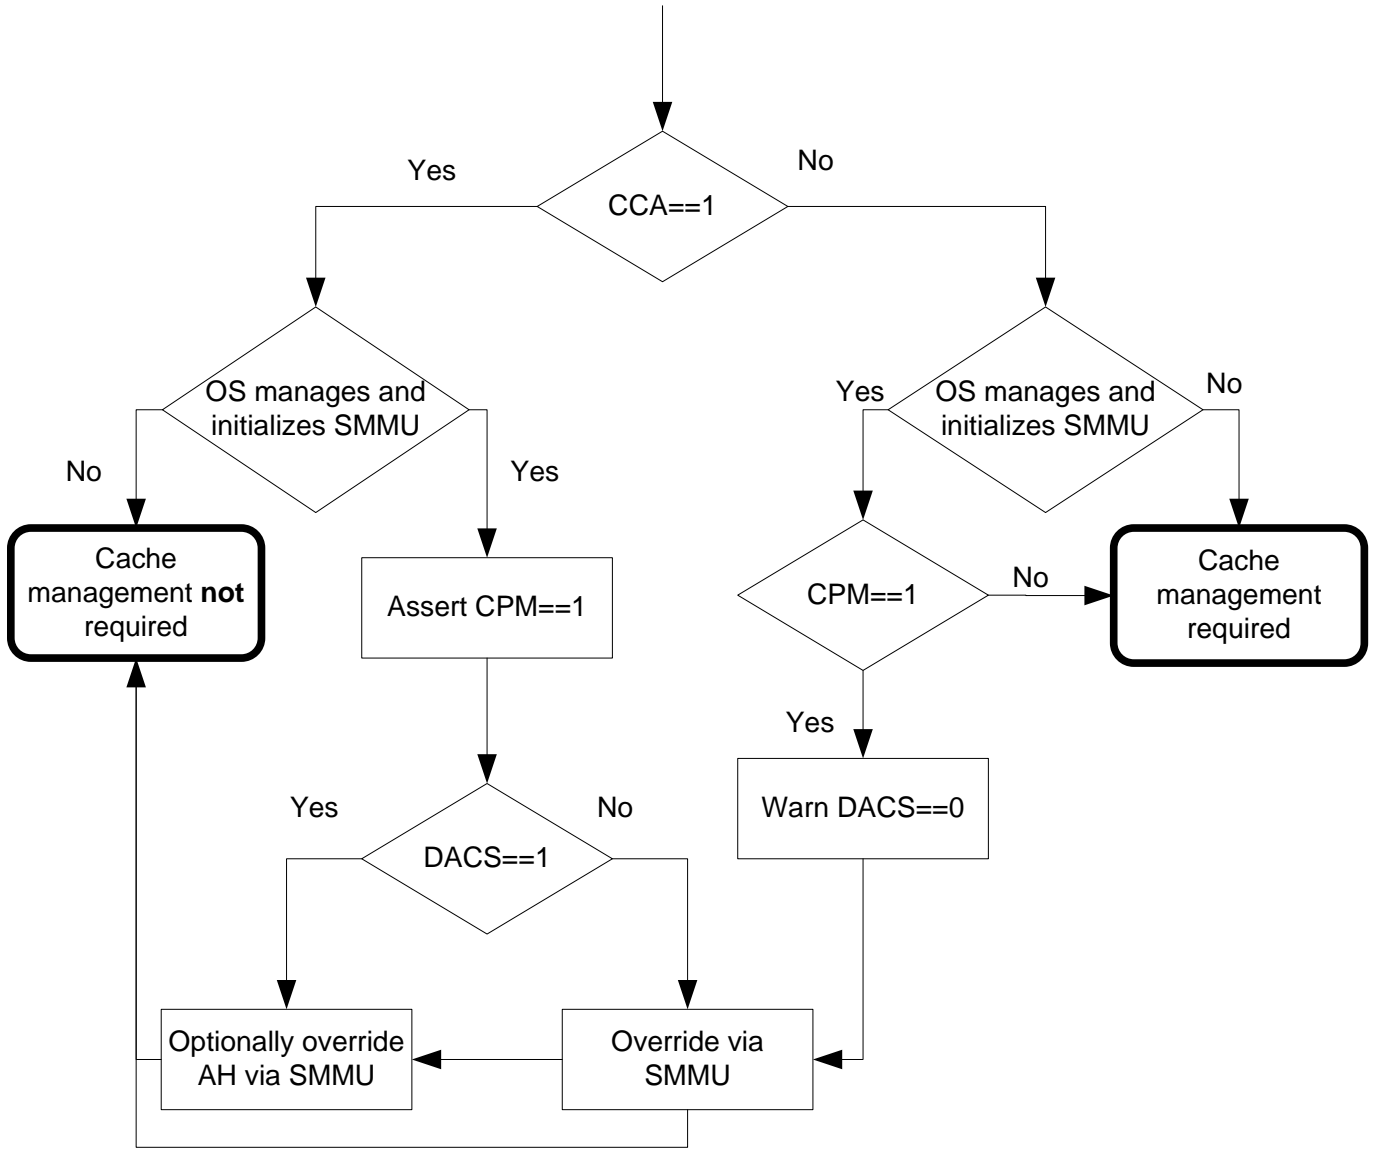 Yes
No
CCA==1
OS manages and
initializes SMMU
Yes
OS manages and
initializes SMMU
No
No
Yes
Cache
management not
required
Assert CPM==1
CPM==1
No
Cache
management
required
Yes
Yes
No
Warn DACS==0
DACS==1
Optionally override
AH via SMMU
Override via
SMMU